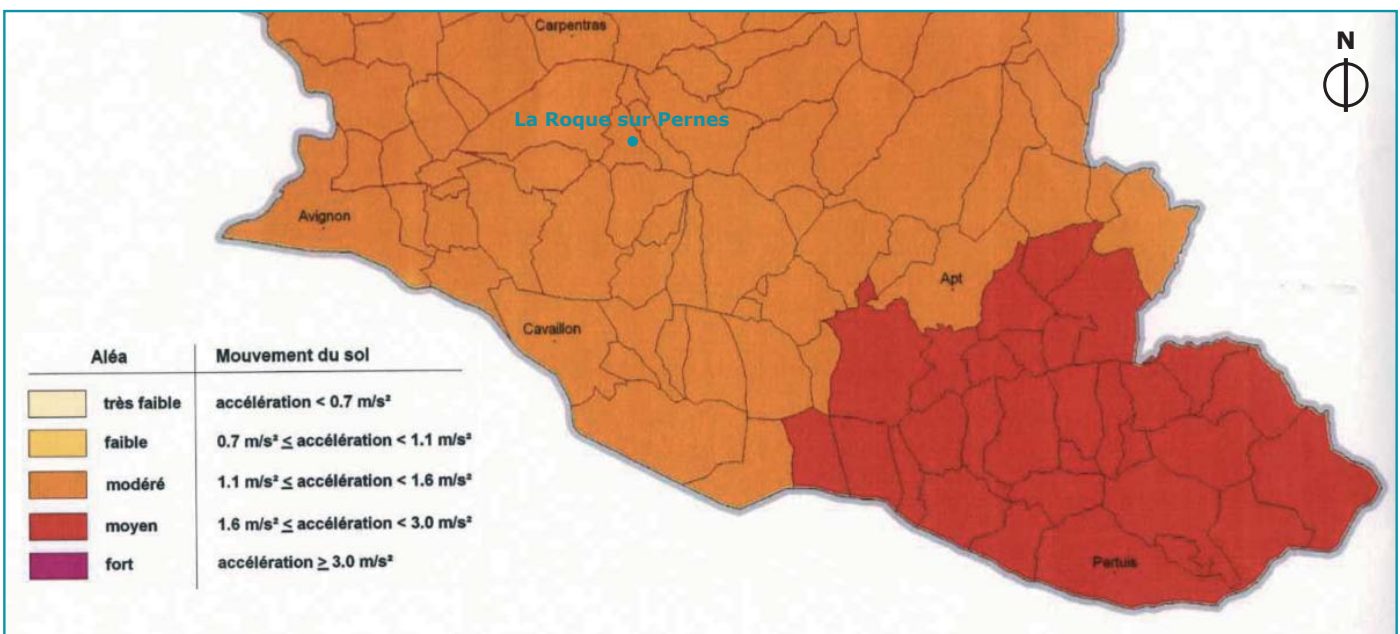 Carpentras
N
La Roque sur Pernes
Avignon
Apt
Cavaillon
Aléa Mouvement du sol
très faible accélération < 0.7 m/s²
faible 0.7 m/s² ≤ accélération < 1.1 m/s²
modéré 1.1 m/s² ≤ accélération < 1.6 m/s²
moyen 1.6 m/s² ≤ accélération < 3.0 m/s²
fort accélération ≥ 3.0 m/s²
Pertuis